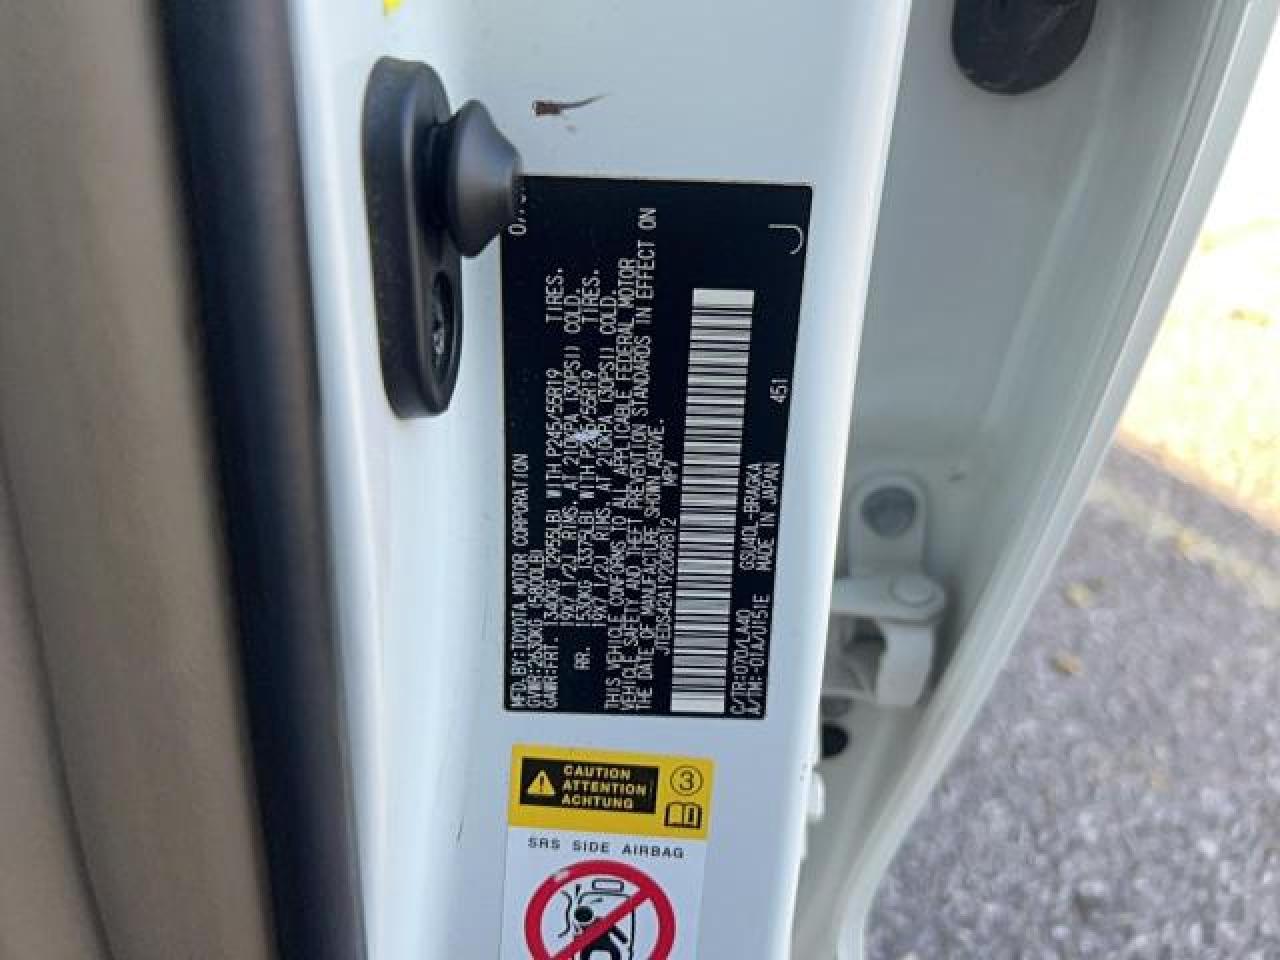 MFD.BY:TOYOTA MOTOR CORPORATION
GVWR:2630KG (5800LB)
GAWR:FRT. 1340KG (2955LB) WITH P245/55R19 TIRES.
19X7 1/2J RIMS. AT 210KPA (30PSI) COLD.
RR. 1530KG (3375LB) WITH P245/55R19 TIRES.
19X7 1/2J RIMS. AT 210KPA (30PSI) COLD.
THIS VEHICLE CONFORMS TO ALL APPLICABLE FEDERAL MOTOR
VEHICLE SAFETY AND THEFT PREVENTION STANDARDS IN EFFECT ON
THE DATE OF MANUFACTURE SHOWN ABOVE.
JTEDS42A192089812 MPV
C/TR:070/LA40 GSU40L-BRAGKA
A/TM:-01A/U151E MADE IN JAPAN 451
J
CAUTION
ATTENTION
ACHTUNG
3
SRS SIDE AIRBAG